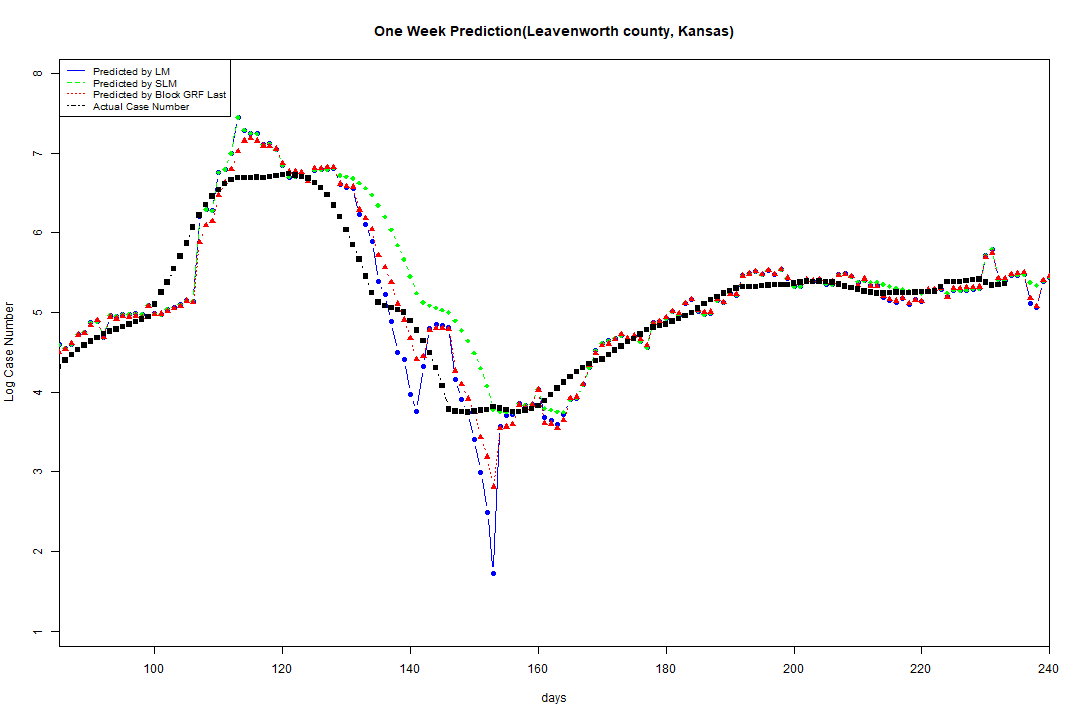 One Week Prediction(Leavenworth county, Kansas)
Predicted by LM
Predicted by SLM
Predicted by Block GRF Last
Actual Case Number
8
7
6
5
4
3
2
1
Log Case Number
100 120 140 160 180 200 220 240
days